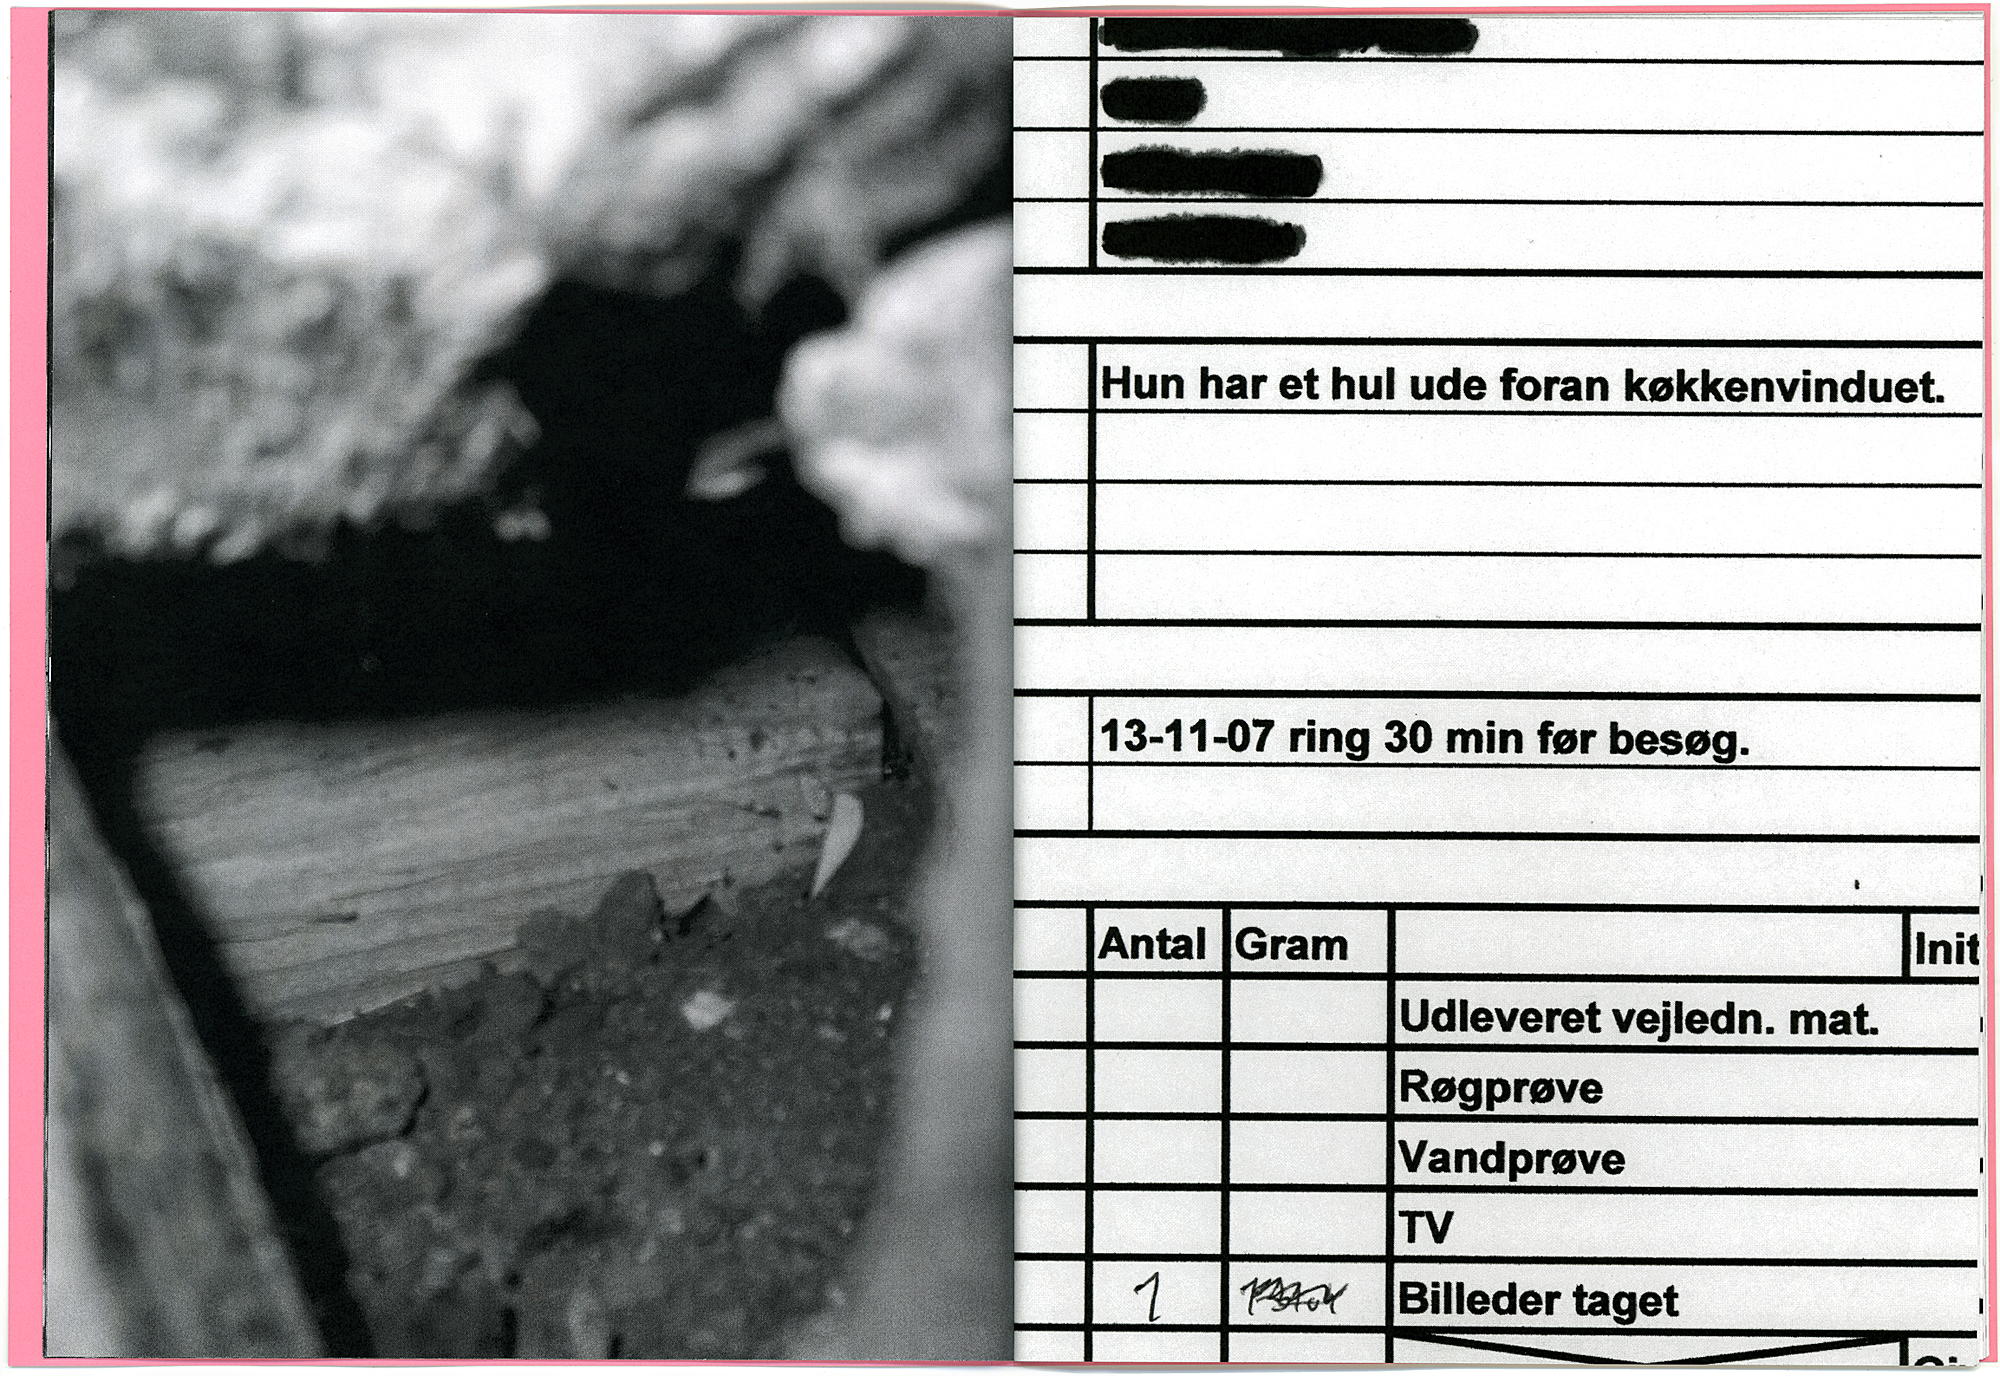 Hun har et hul ude foran køkkenvinduet.
13-11-07 ring 30 min før besøg.
Antal Gram Init
Udleveret vejledn. mat.
Røgprøve
Vandprøve
TV
1 Billeder taget